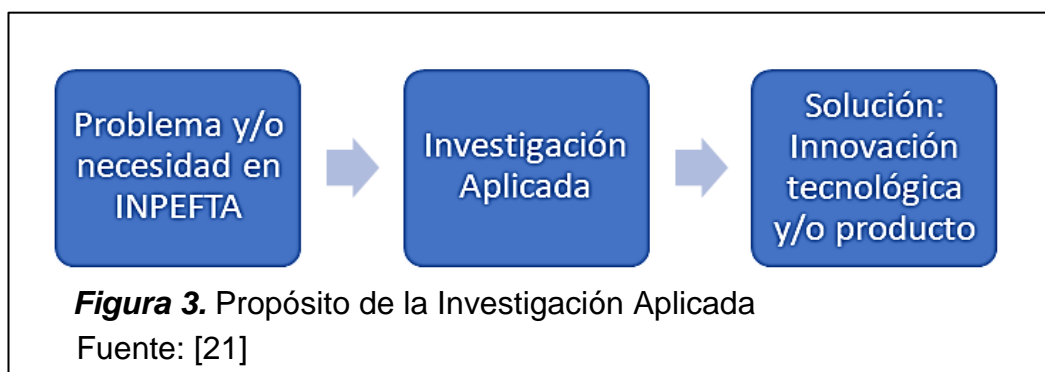 Problema y/o
necesidad en
INPEFTA
Investigación
Aplicada
Solución:
Innovación
tecnológica
y/o producto
Figura 3. Propósito de la Investigación Aplicada
Fuente: [21]